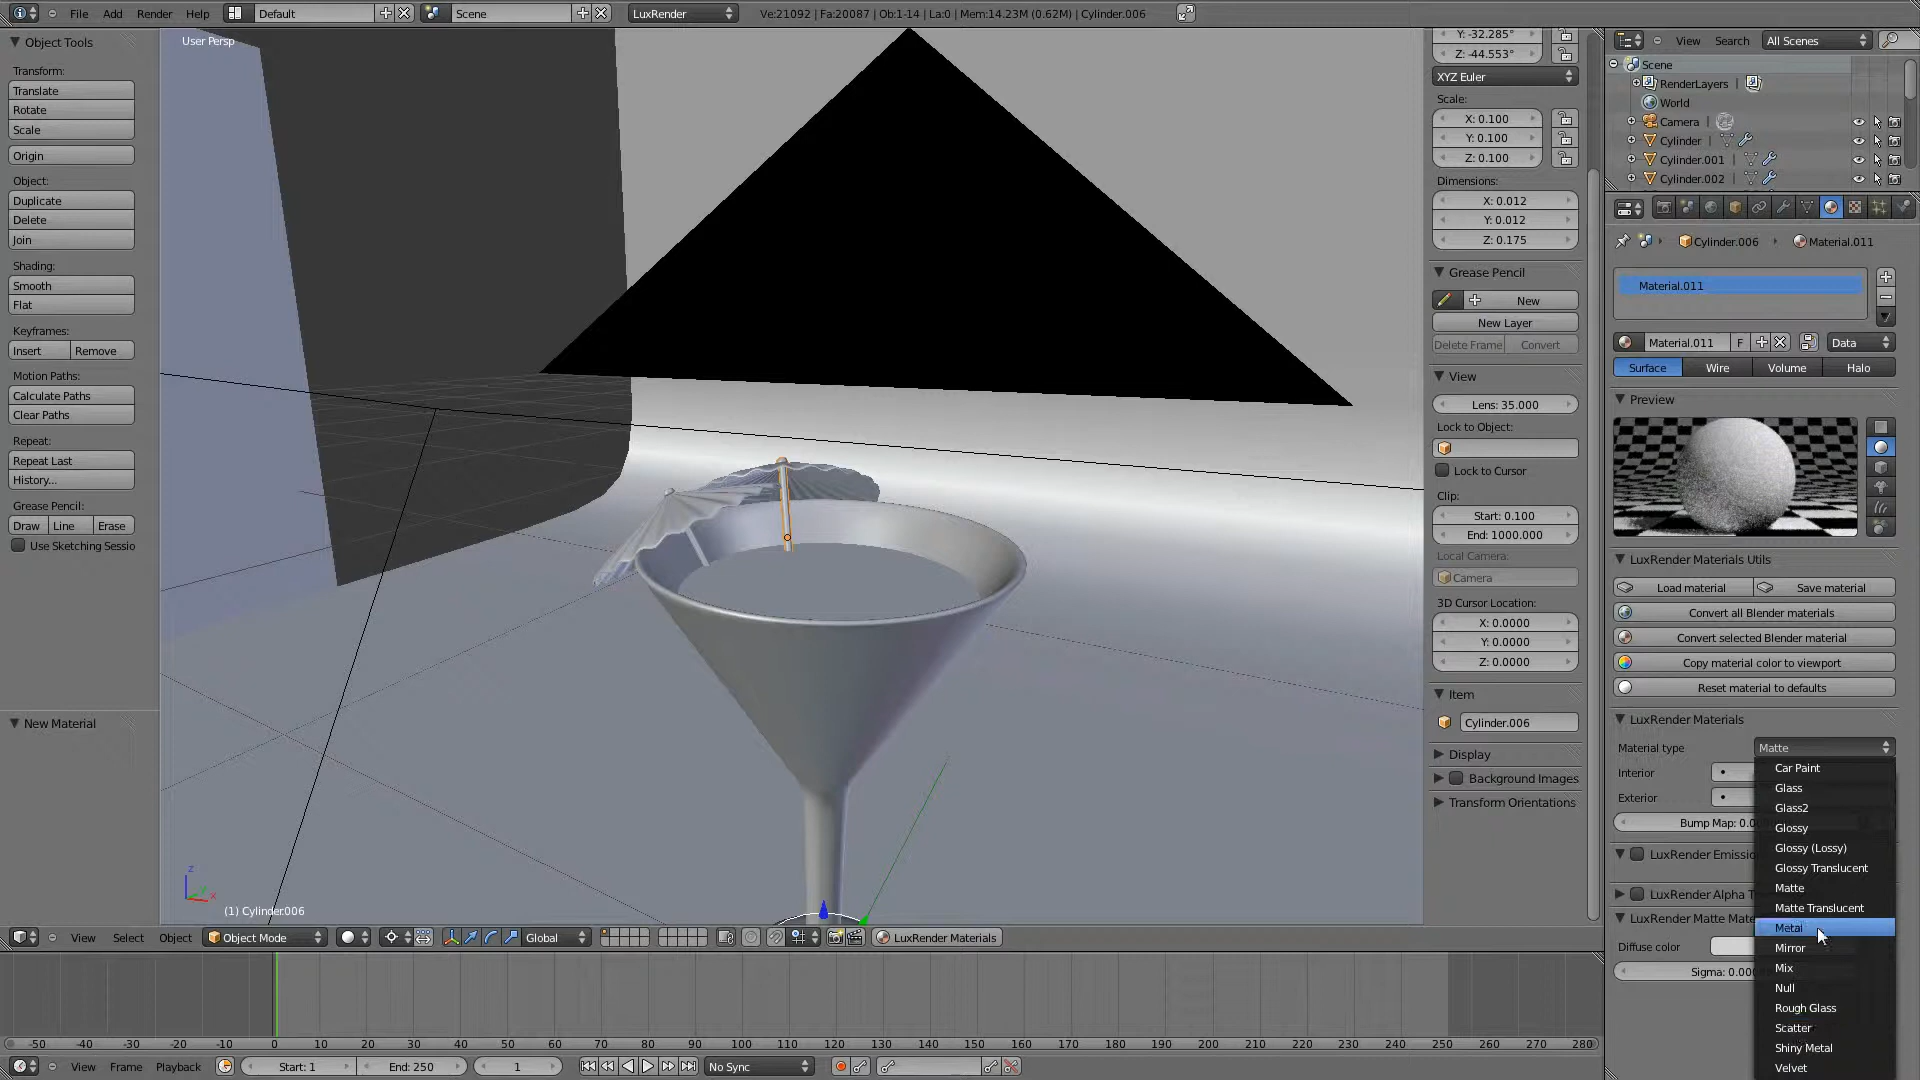 File Add Render Help Default Scene LuxRender Ve:21092 | Fa:20087 | Ob:1-14 | La:0 | Mem:14.23M (0.62M) | Cylinder.006
Object Tools
Transform:
Translate
Rotate
Scale
Origin
Object:
Duplicate
Delete
Join
Shading:
Smooth
Flat
Keyframes:
Insert Remove
Motion Paths:
Calculate Paths
Clear Paths
Repeat:
Repeat Last
History...
Grease Pencil:
Draw Line Erase
Use Sketching Sessio
New Material
User Persp
(1) Cylinder.006
Y: -32.285°
Z: -44.553°
XYZ Euler
Scale:
X: 0.100
Y: 0.100
Z: 0.100
Dimensions:
X: 0.012
Y: 0.012
Z: 0.175
Grease Pencil
New
New Layer
Delete Frame Convert
View
Lens: 35.000
Lock to Object:
Lock to Cursor
Clip:
Start: 0.100
End: 1000.000
Local Camera:
Camera
3D Cursor Location:
X: 0.0000
Y: 0.0000
Z: 0.0000
Item
Cylinder.006
Display
Background Images
Transform Orientations
View Search All Scenes
Scene
RenderLayers |
World
Camera |
Cylinder |
Cylinder.001 |
Cylinder.002 |
Cylinder.006 Material.011
Material.011
Material.011 F Data
Surface Wire Volume Halo
Preview
LuxRender Materials Utils
Load material Save material
Convert all Blender materials
Convert selected Blender material
Copy material color to viewport
Reset material to defaults
LuxRender Materials
Material type Matte
Interior
Exterior
Bump Map: 0.0
LuxRender Emissio
LuxRender Alpha T
LuxRender Matte Mate
Diffuse color
Sigma: 0.00
Car Paint
Glass
Glass2
Glossy
Glossy (Lossy)
Glossy Translucent
Matte
Matte Translucent
Metal
Mirror
Mix
Null
Rough Glass
Scatter
Shiny Metal
Velvet
View Select Object Object Mode Global LuxRender Materials
-50 -40 -30 -20 -10 0 10 20 30 40 50 60 70 80 90 100 110 120 130 140 150 160 170 180 190 200 210 220 230 240 250 260 270 280
View Frame Playback Start: 1 End: 250 1 No Sync